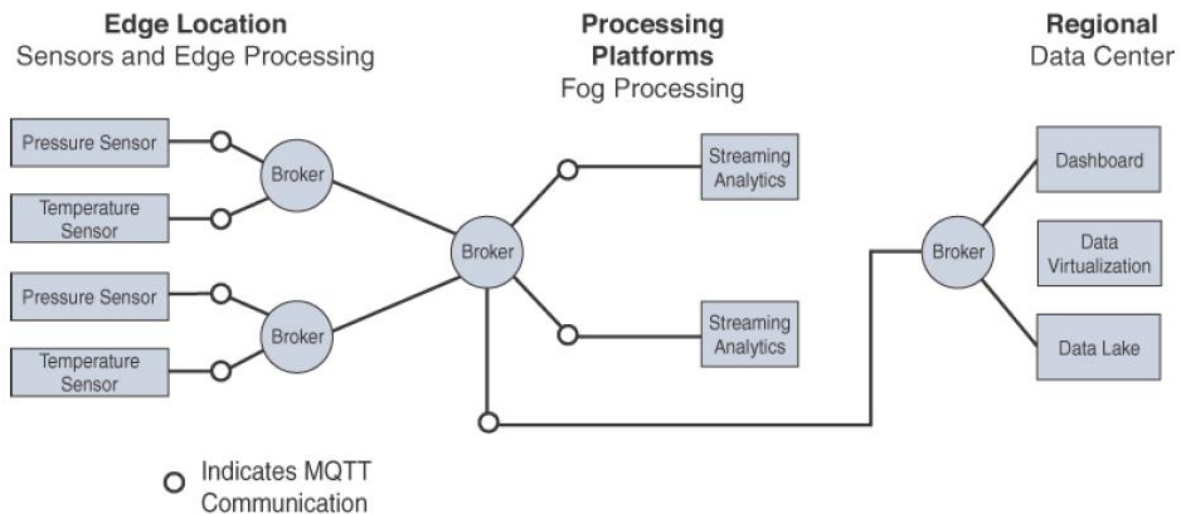 Edge Location
Sensors and Edge Processing
Processing
Platforms
Fog Processing
Regional
Data Center
Pressure Sensor
Temperature
Sensor
Pressure Sensor
Temperature
Sensor
Broker
Broker
Broker
Streaming
Analytics
Streaming
Analytics
Broker
Dashboard
Data
Virtualization
Data Lake
Indicates MQTT
Communication